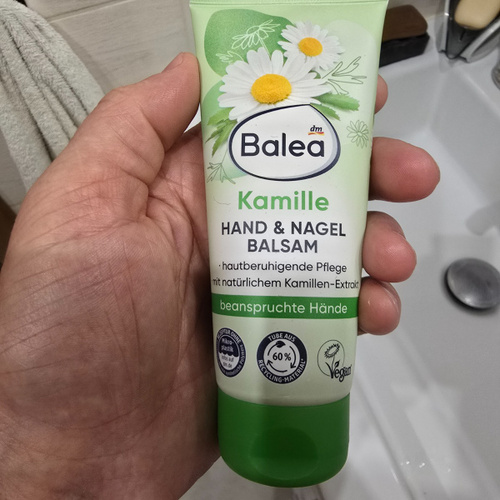 dm
Balea
Kamille
HAND & NAGEL
BALSAM
· hautberuhigende Pflege
mit natürlichem Kamillen-Extrakt
beanspruchte Hände
TUBE AUS
60%
RECYCLING-MATERIAL
Vegan